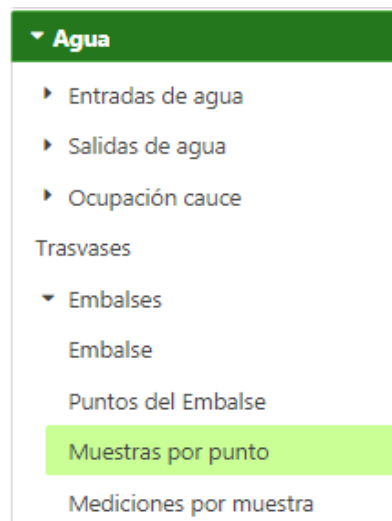 Agua
Entradas de agua
Salidas de agua
Ocupación cauce
Trasvases
Embalses
Embalse
Puntos del Embalse
Muestras por punto
Mediciones por muestra